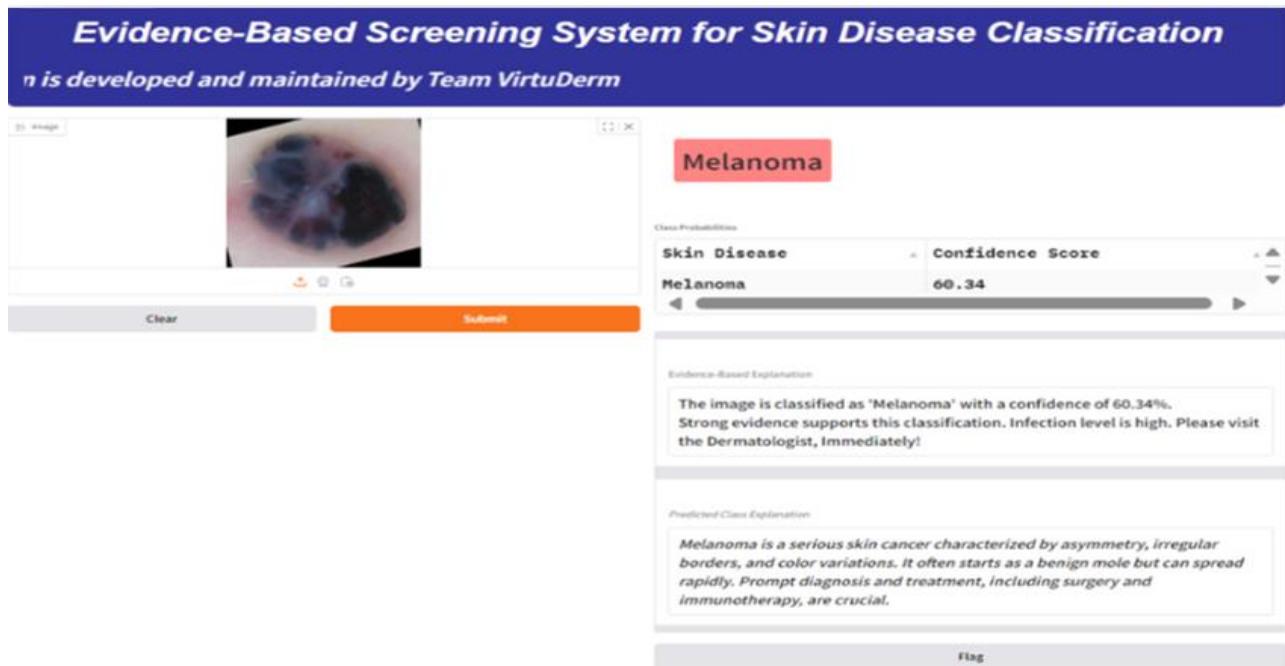 Evidence-Based Screening System for Skin Disease Classification
n is developed and maintained by Team VirtuDerm
Image
Clear
Submit
Melanoma
Class Probabilities
Skin Disease
Confidence Score
Melanoma
60.34
Evidence-Based Explanation
The image is classified as 'Melanoma' with a confidence of 60.34%.
Strong evidence supports this classification. Infection level is high. Please visit
the Dermatologist, Immediately!
Predicted Class Explanation
Melanoma is a serious skin cancer characterized by asymmetry, irregular
borders, and color variations. It often starts as a benign mole but can spread
rapidly. Prompt diagnosis and treatment, including surgery and
immunotherapy, are crucial.
Flag